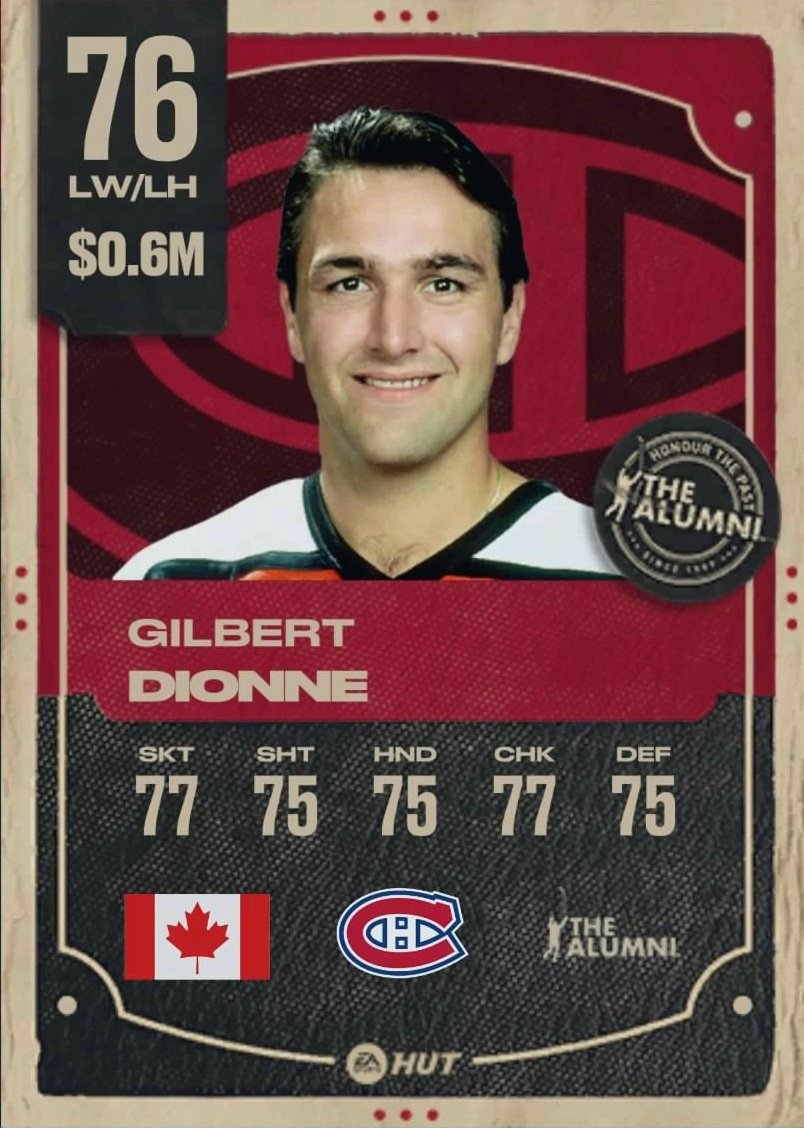 76
LW/LH
$0.6M
HONOUR THE PAST
THE
ALUMNI
GILBERT
DIONNE
SKT SHT HND CHK DEF
77 75 75 77 75
THE
ALUMNI
EA
HUT